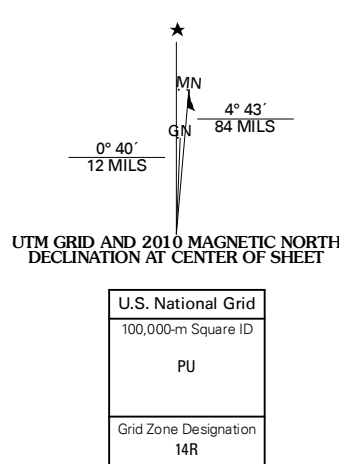 ★
MN
4° 43´
84 MILS
GN
0° 40´
12 MILS
UTM GRID AND 2010 MAGNETIC NORTH
DECLINATION AT CENTER OF SHEET
U.S. National Grid
100,000-m Square ID
PU
Grid Zone Designation
14R